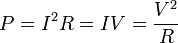 P = I²R = IV = V²/R